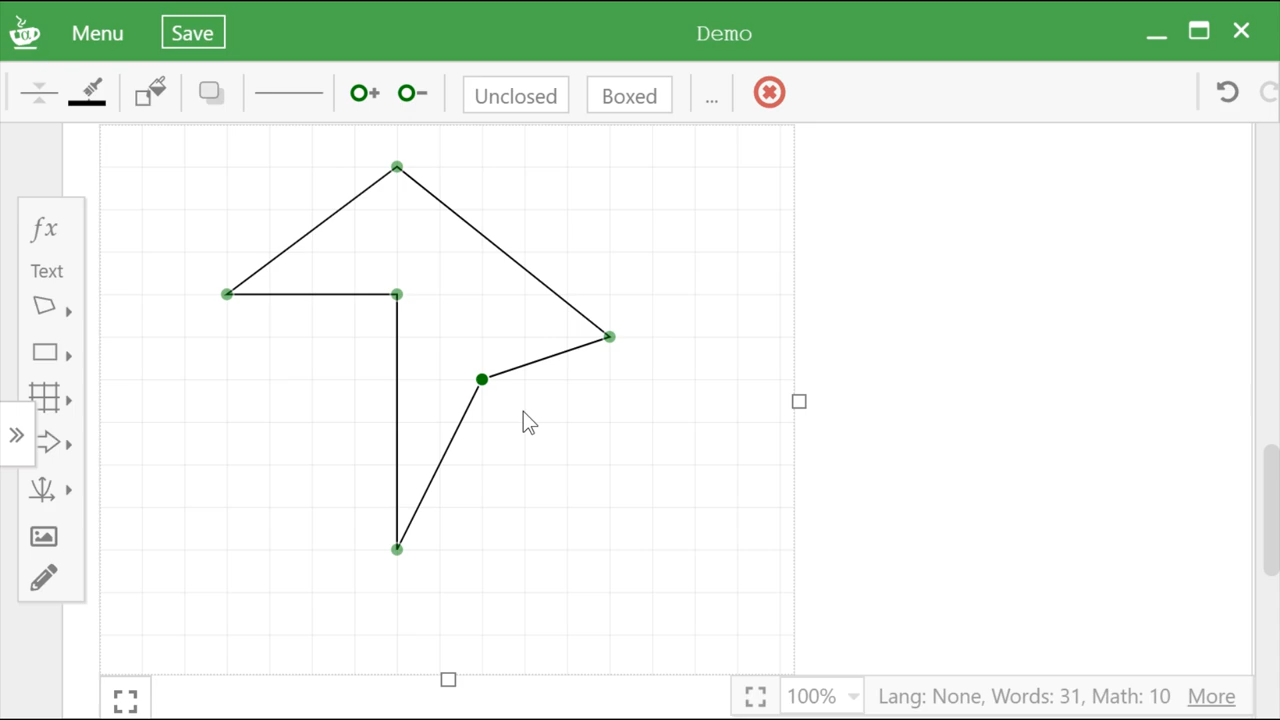 Menu Save Demo
Unclosed Boxed ...
fx
Text
100% Lang: None, Words: 31, Math: 10 More